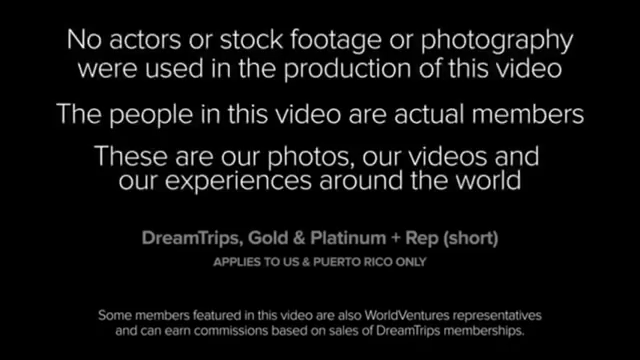 No actors or stock footage or photography
were used in the production of this video
The people in this video are actual members
These are our photos, our videos and
our experiences around the world
DreamTrips, Gold & Platinum + Rep (short)
APPLIES TO US & PUERTO RICO ONLY
Some members featured in this video are also WorldVentures representatives
and can earn commissions based on sales of DreamTrips memberships.